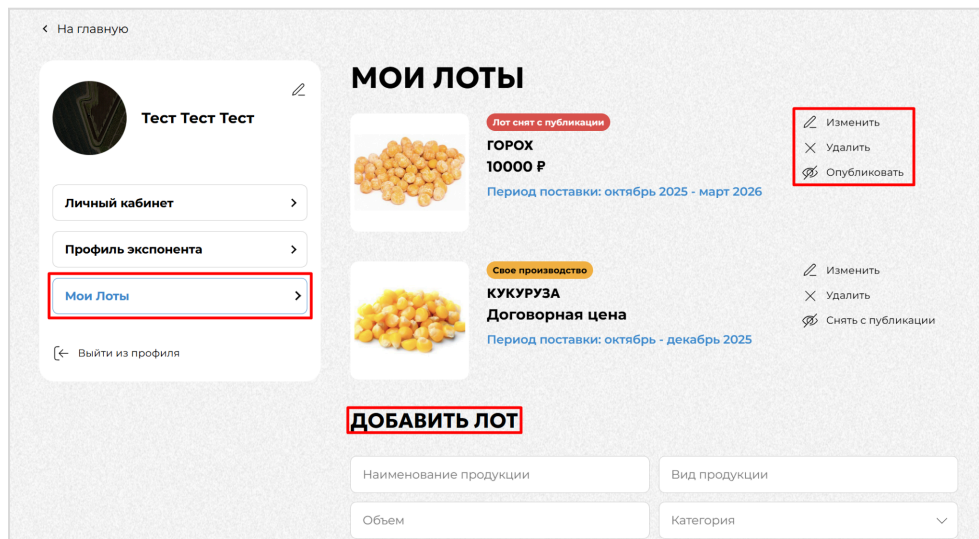 На главную
Тест Тест Тест
Личный кабинет
Профиль экспонента
Мои Лоты
Выйти из профиля
МОИ ЛОТЫ
Лот снят с публикации
ГОРОХ
10000 ₽
Период поставки: октябрь 2025 - март 2026
Изменить
Удалить
Опубликовать
Свое производство
КУКУРУЗА
Договорная цена
Период поставки: октябрь - декабрь 2025
Изменить
Удалить
Снять с публикации
ДОБАВИТЬ ЛОТ
Наименование продукции
Вид продукции
Объем
Категория